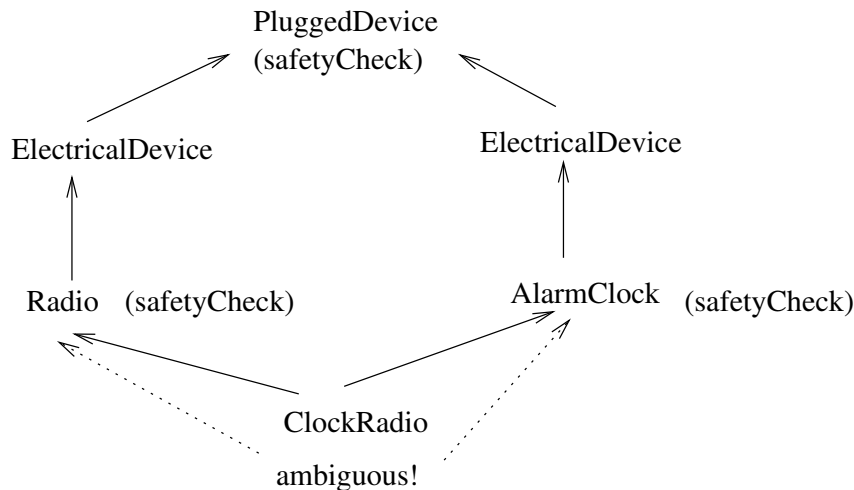 PluggedDevice
(safetyCheck)
ElectricalDevice
ElectricalDevice
Radio (safetyCheck)
AlarmClock (safetyCheck)
ClockRadio
ambiguous!